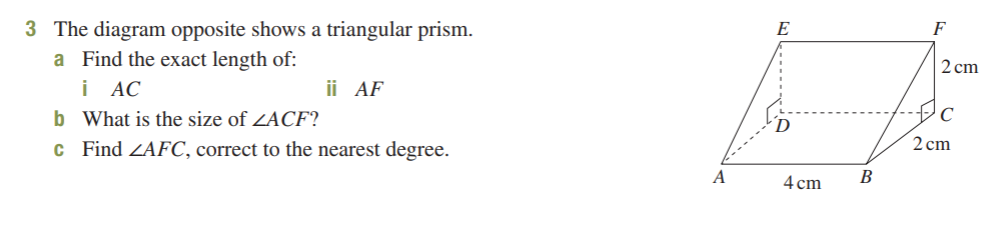 3 The diagram opposite shows a triangular prism.
a Find the exact length of:
i AC ii AF
b What is the size of ∠ACF?
c Find ∠AFC, correct to the nearest degree.
E F
2 cm
D C
2 cm
A 4 cm B